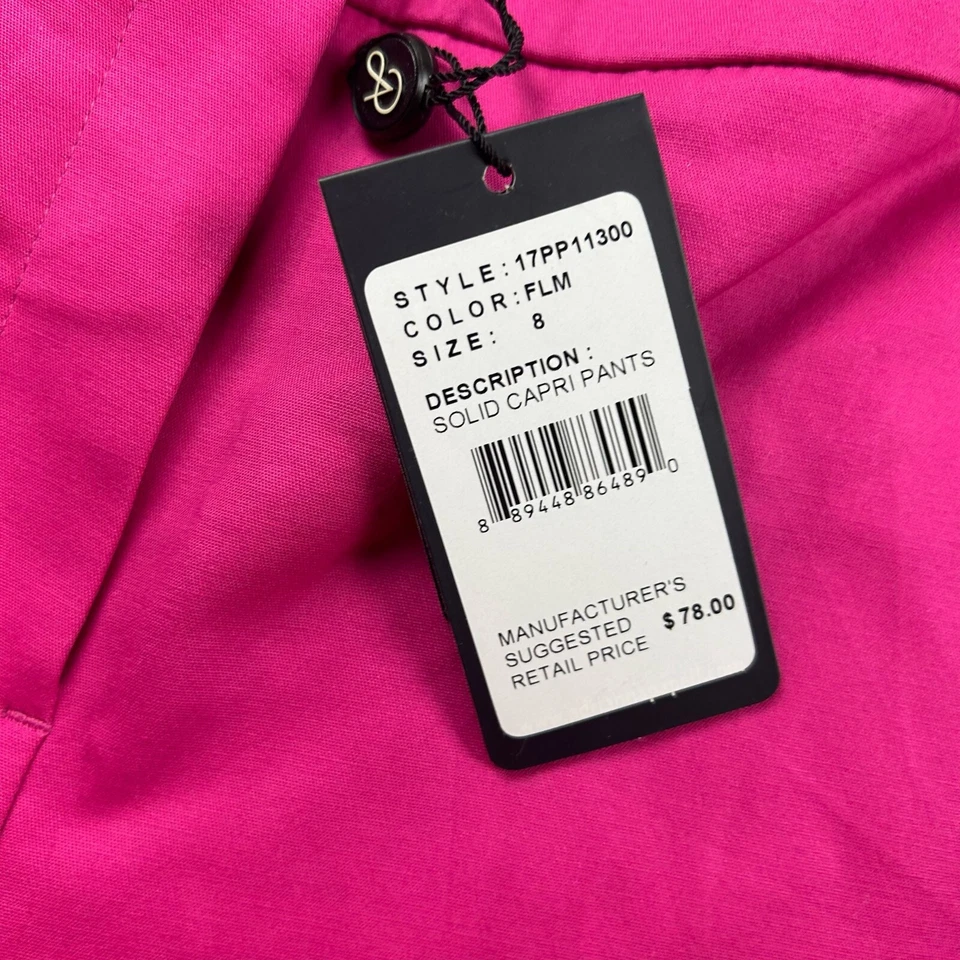 &
STYLE: 17PP11300
COLOR: FLM
SIZE: 8
DESCRIPTION:
SOLID CAPRI PANTS
8 89448 86489 0
MANUFACTURER'S
SUGGESTED $78.00
RETAIL PRICE